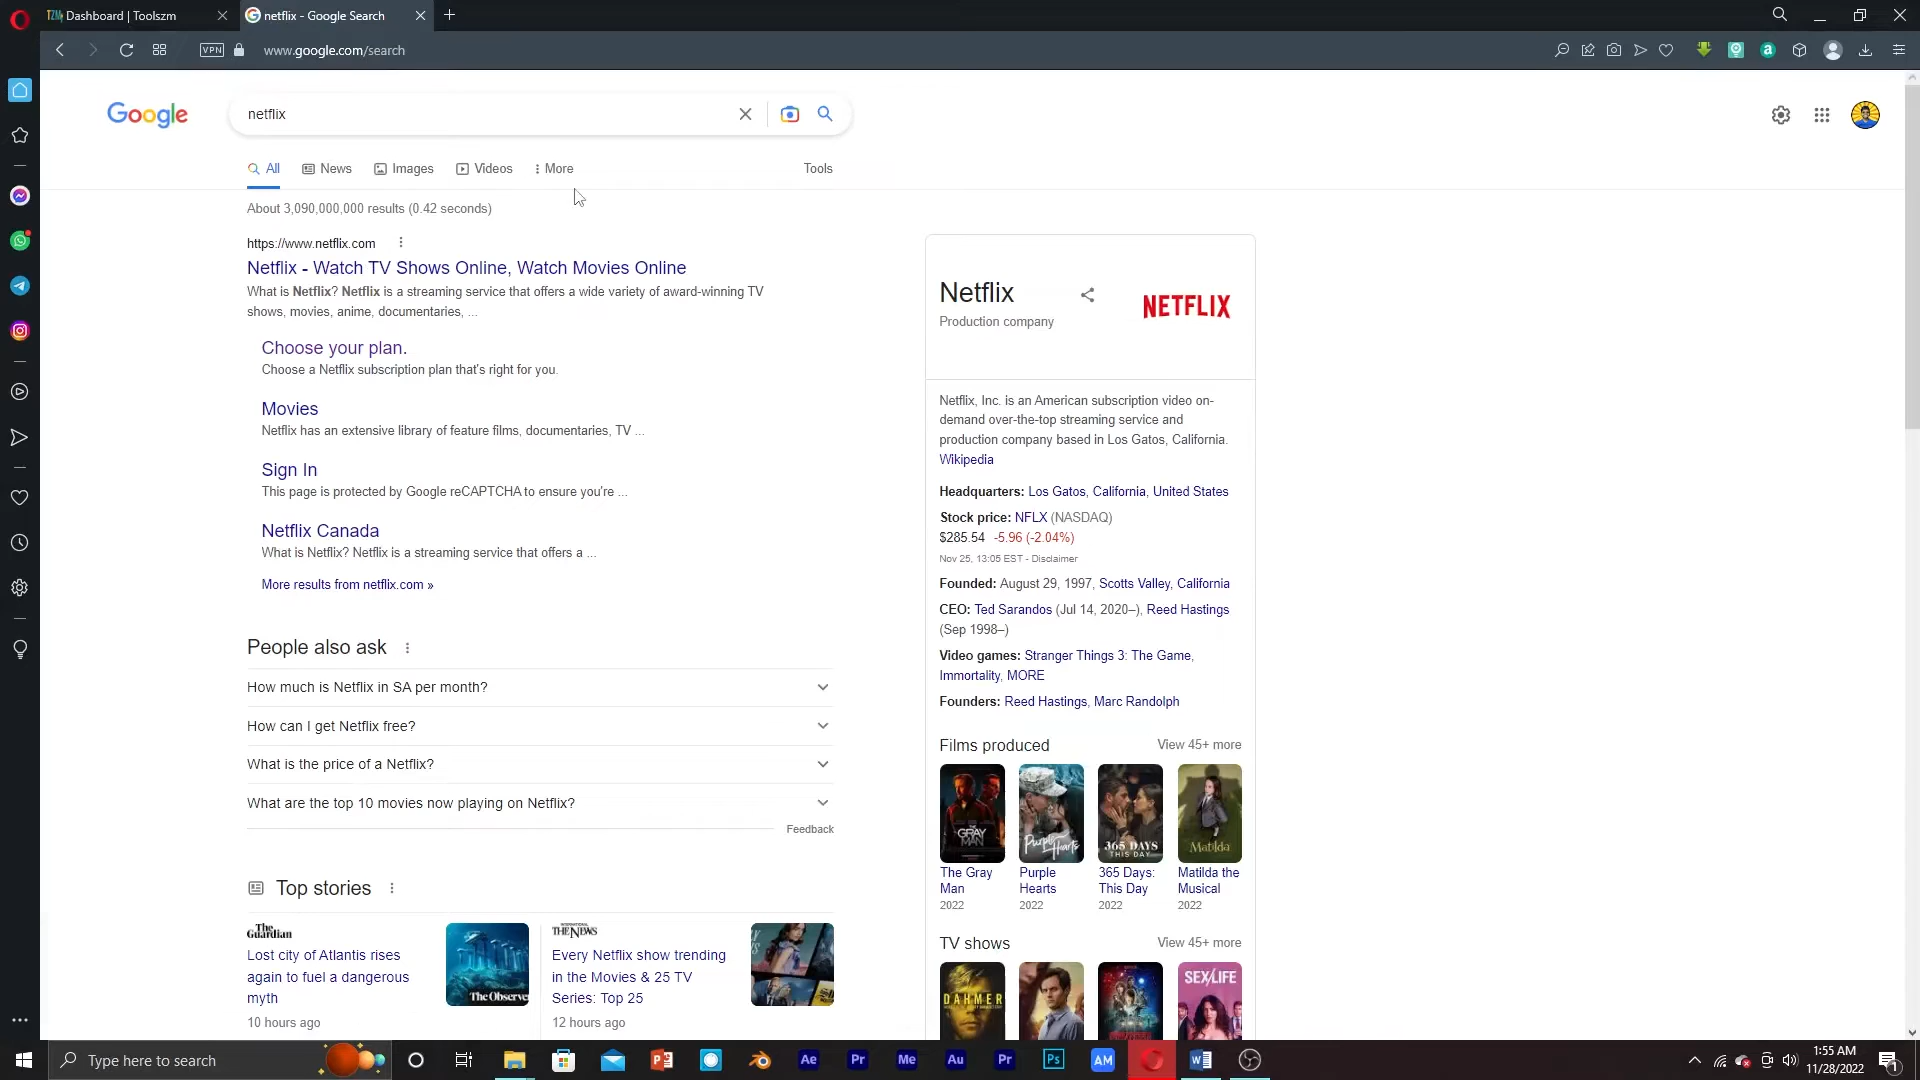 Dashboard | Toolszm
netflix - Google Search
VPN
www.google.com/search
Google
netflix
All
News
Images
Videos
More
Tools
About 3,090,000,000 results (0.42 seconds)
https://www.netflix.com
Netflix - Watch TV Shows Online, Watch Movies Online
What is Netflix? Netflix is a streaming service that offers a wide variety of award-winning TV
shows, movies, anime, documentaries, ...
Choose your plan.
Choose a Netflix subscription plan that's right for you.
Movies
Netflix has an extensive library of feature films, documentaries, TV ...
Sign In
This page is protected by Google reCAPTCHA to ensure you're ...
Netflix Canada
What is Netflix? Netflix is a streaming service that offers a ...
More results from netflix.com »
People also ask
How much is Netflix in SA per month?
How can I get Netflix free?
What is the price of a Netflix?
What are the top 10 movies now playing on Netflix?
Feedback
Top stories
The Guardian
Lost city of Atlantis rises
again to fuel a dangerous
myth
10 hours ago
The Observer
THE NEWS
Every Netflix show trending
in the Movies & 25 TV
Series: Top 25
12 hours ago
Netflix
Production company
NETFLIX
Netflix, Inc. is an American subscription video on-
demand over-the-top streaming service and
production company based in Los Gatos, California.
Wikipedia
Headquarters: Los Gatos, California, United States
Stock price: NFLX (NASDAQ)
$285.54 -5.96 (-2.04%)
Nov 25, 13:05 EST - Disclaimer
Founded: August 29, 1997, Scotts Valley, California
CEO: Ted Sarandos (Jul 14, 2020–), Reed Hastings
(Sep 1998–)
Video games: Stranger Things 3: The Game,
Immortality, MORE
Founders: Reed Hastings, Marc Randolph
Films produced
View 45+ more
THE GRAY MAN
Purple Hearts
365 DAYS
THIS DAY
Matilda
The Gray
Man
2022
Purple
Hearts
2022
365 Days:
This Day
2022
Matilda the
Musical
2022
TV shows
View 45+ more
DAHMER
SEX/LIFE
Type here to search
Ae
Pr
Me
Au
Pr
Ps
AM
1:55 AM
11/28/2022
1